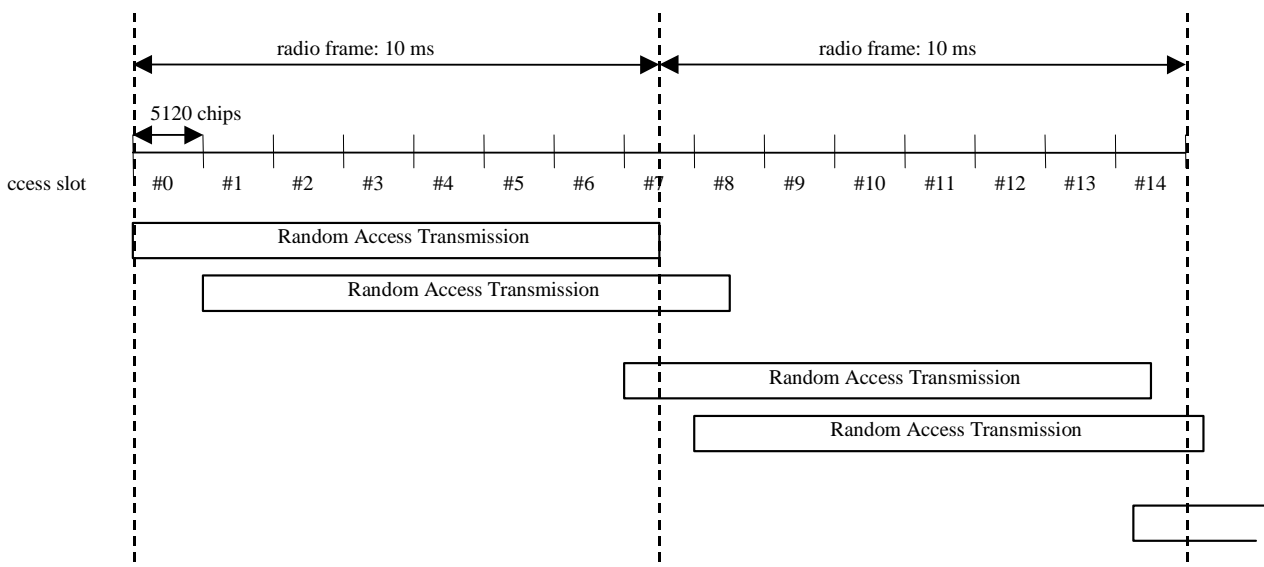 radio frame: 10 ms radio frame: 10 ms
5120 chips
ccess slot #0 #1 #2 #3 #4 #5 #6 #7 #8 #9 #10 #11 #12 #13 #14
Random Access Transmission
Random Access Transmission
Random Access Transmission
Random Access Transmission